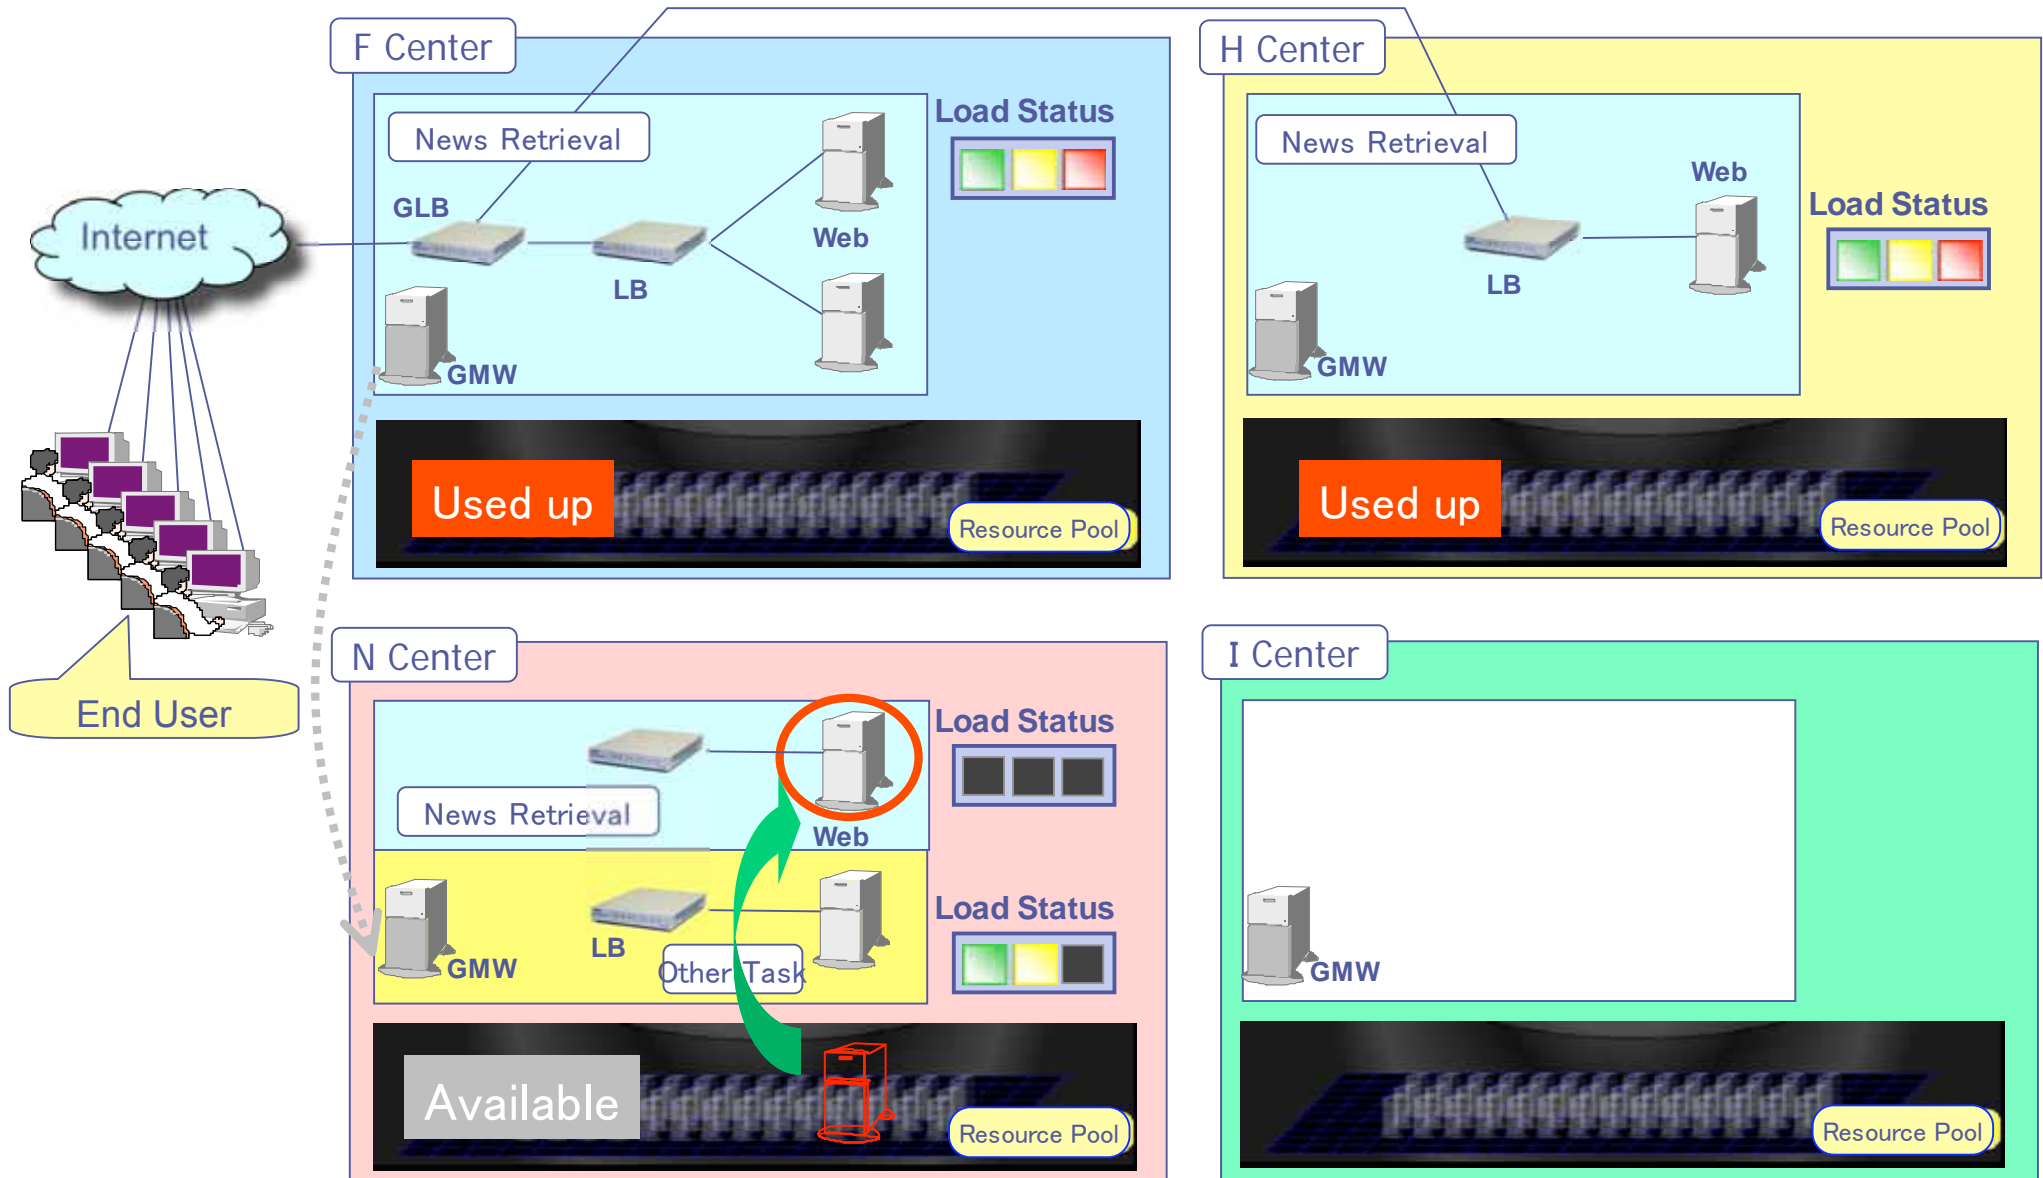 F Center
News Retrieval
Load Status
GLB
LB
Web
GMW
Used up
Resource Pool
H Center
News Retrieval
Web
Load Status
LB
GMW
Used up
Resource Pool
Internet
End User
N Center
Load Status
News Retrieval
Web
Load Status
LB
GMW
Other Task
Available
Resource Pool
I Center
GMW
Resource Pool